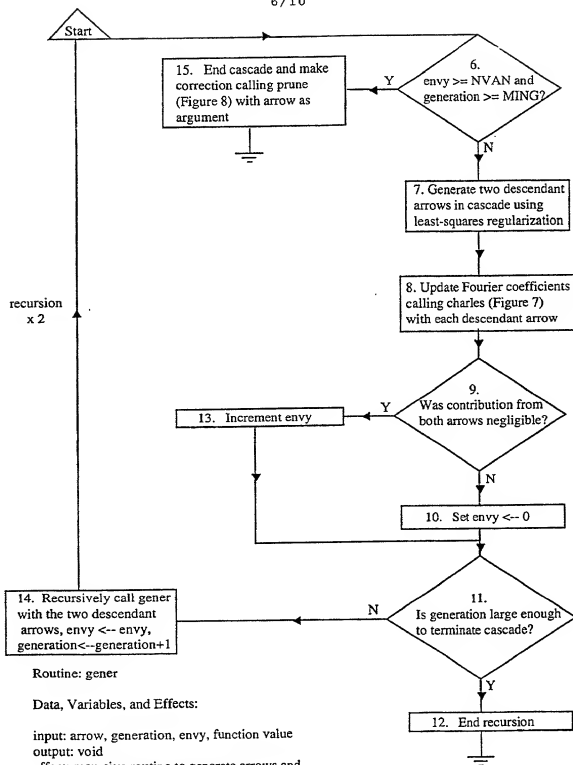 6/10
Start
15. End cascade and make
correction calling prune
(Figure 8) with arrow as
argument
Y
6.
envy >= NVAN and
generation >= MING?
N
7. Generate two descendant
arrows in cascade using
least-squares regularization
8. Update Fourier coefficients
calling charles (Figure 7)
with each descendant arrow
recursion
x 2
9.
Was contribution from
both arrows negligible?
Y
13. Increment envy
N
10. Set envy <-- 0
11.
Is generation large enough
to terminate cascade?
N
14. Recursively call gener
with the two descendant
arrows, envy <-- envy,
generation<--generation+1
Y
12. End recursion
Routine: gener
Data, Variables, and Effects:
input: arrow, generation, envy, function value
output: void
routine to generate arrows and